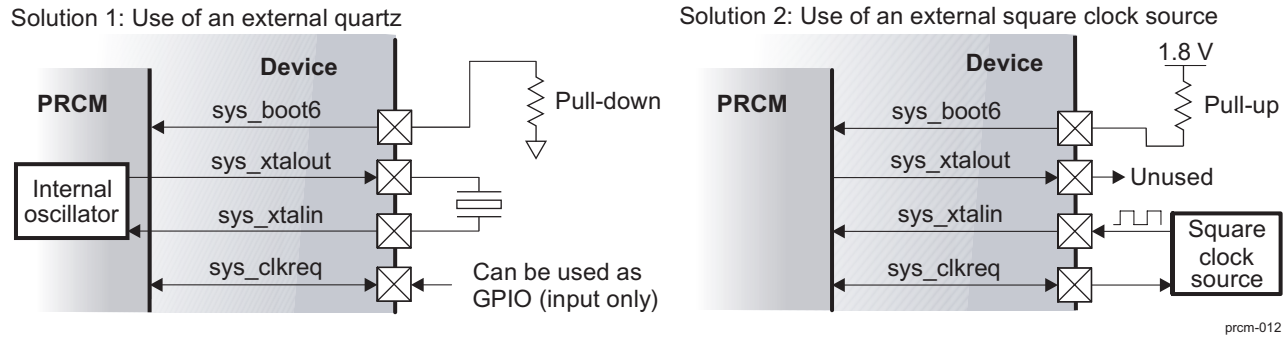 Solution 1: Use of an external quartz
Device
PRCM
sys_boot6
Pull-down
sys_xtalout
Internal
oscillator
sys_xtalin
sys_clkreq
Can be used as
GPIO (input only)
Solution 2: Use of an external square clock source
1.8 V
Device
PRCM
sys_boot6
Pull-up
sys_xtalout
Unused
sys_xtalin
Square
clock
source
sys_clkreq
prcm-012